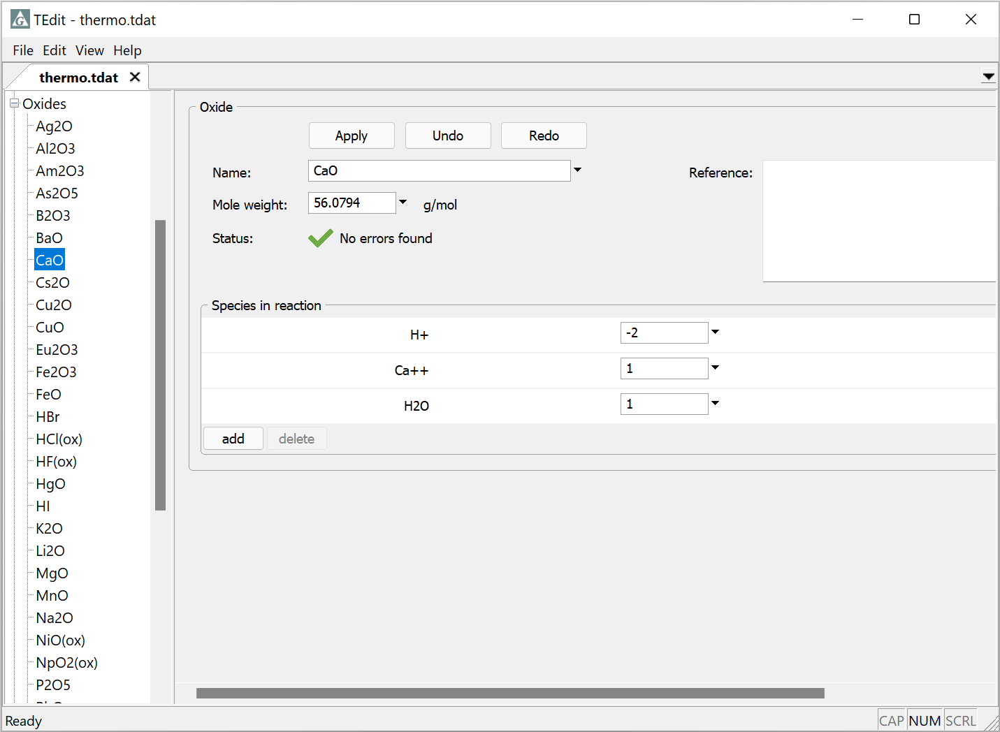 TEdit - thermo.tdat
File Edit View Help
thermo.tdat
Oxides
Ag2O
Al2O3
Am2O3
As2O5
B2O3
BaO
CaO
Cs2O
Cu2O
CuO
Eu2O3
Fe2O3
FeO
HBr
HCl(ox)
HF(ox)
HgO
HI
K2O
Li2O
MgO
MnO
Na2O
NiO(ox)
NpO2(ox)
P2O5
Oxide
Apply Undo Redo
Name: CaO
Reference:
Mole weight: 56.0794 g/mol
Status: No errors found
Species in reaction
H+ -2
Ca++ 1
H2O 1
add delete
Ready
CAP NUM SCRL